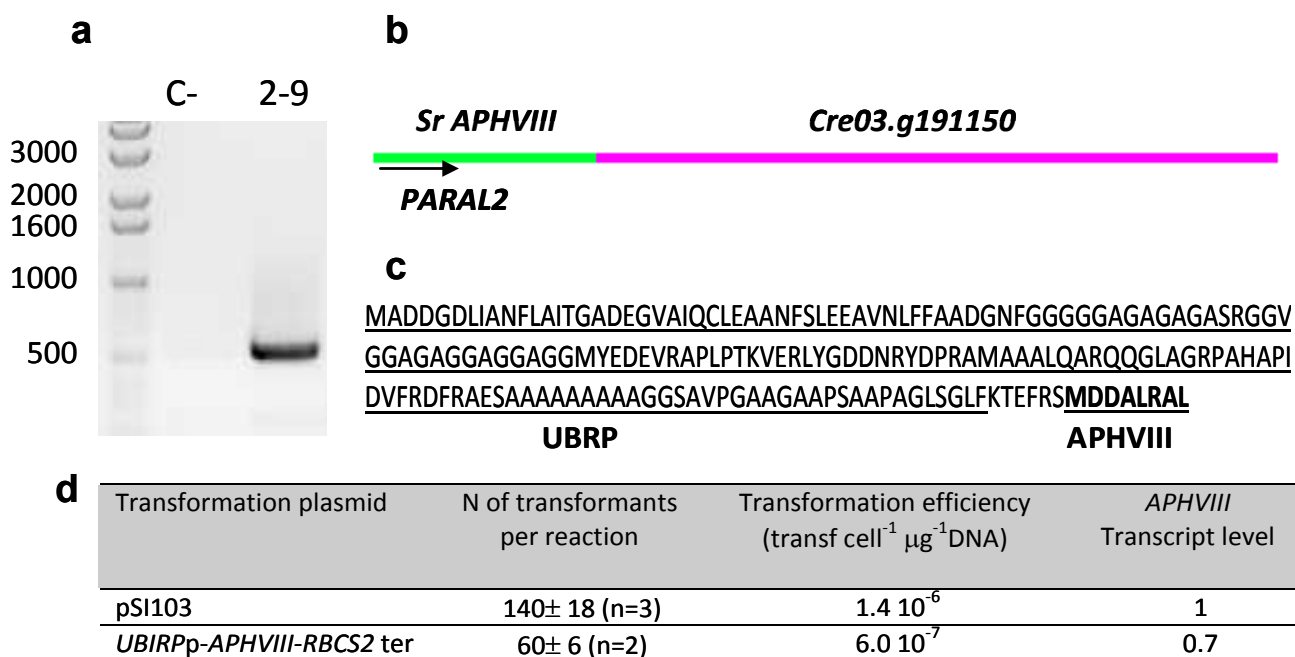 a
C- 2-9
3000
2000
1600
1000
500
b
Sr APHVIII Cre03.g191150
PARAL2
c
MADDGDLIANFLAITGADEGVAIQCLEAANFSLEEAVNLFFAADGNFGGGGGAGAGAGASRGGV
GGAGAGGAGGAGGMYEDEVRAPLPTKVERLYGDDNRYDPRAMAAALQARQQGLAGRPAHAPI
DVFRDFRAESAAAAAAAAAGGSAVPGAAGAAPSAAPAGLSGLFKTEFRSMDDALRAL
UBRP APHVIII
d
Transformation plasmid N of transformants per reaction Transformation efficiency (transf cell-1 μg-1DNA) APHVIII Transcript level
pSI103 140± 18 (n=3) 1.4 10-6 1
UBIRPp-APHVIII-RBCS2 ter 60± 6 (n=2) 6.0 10-7 0.7